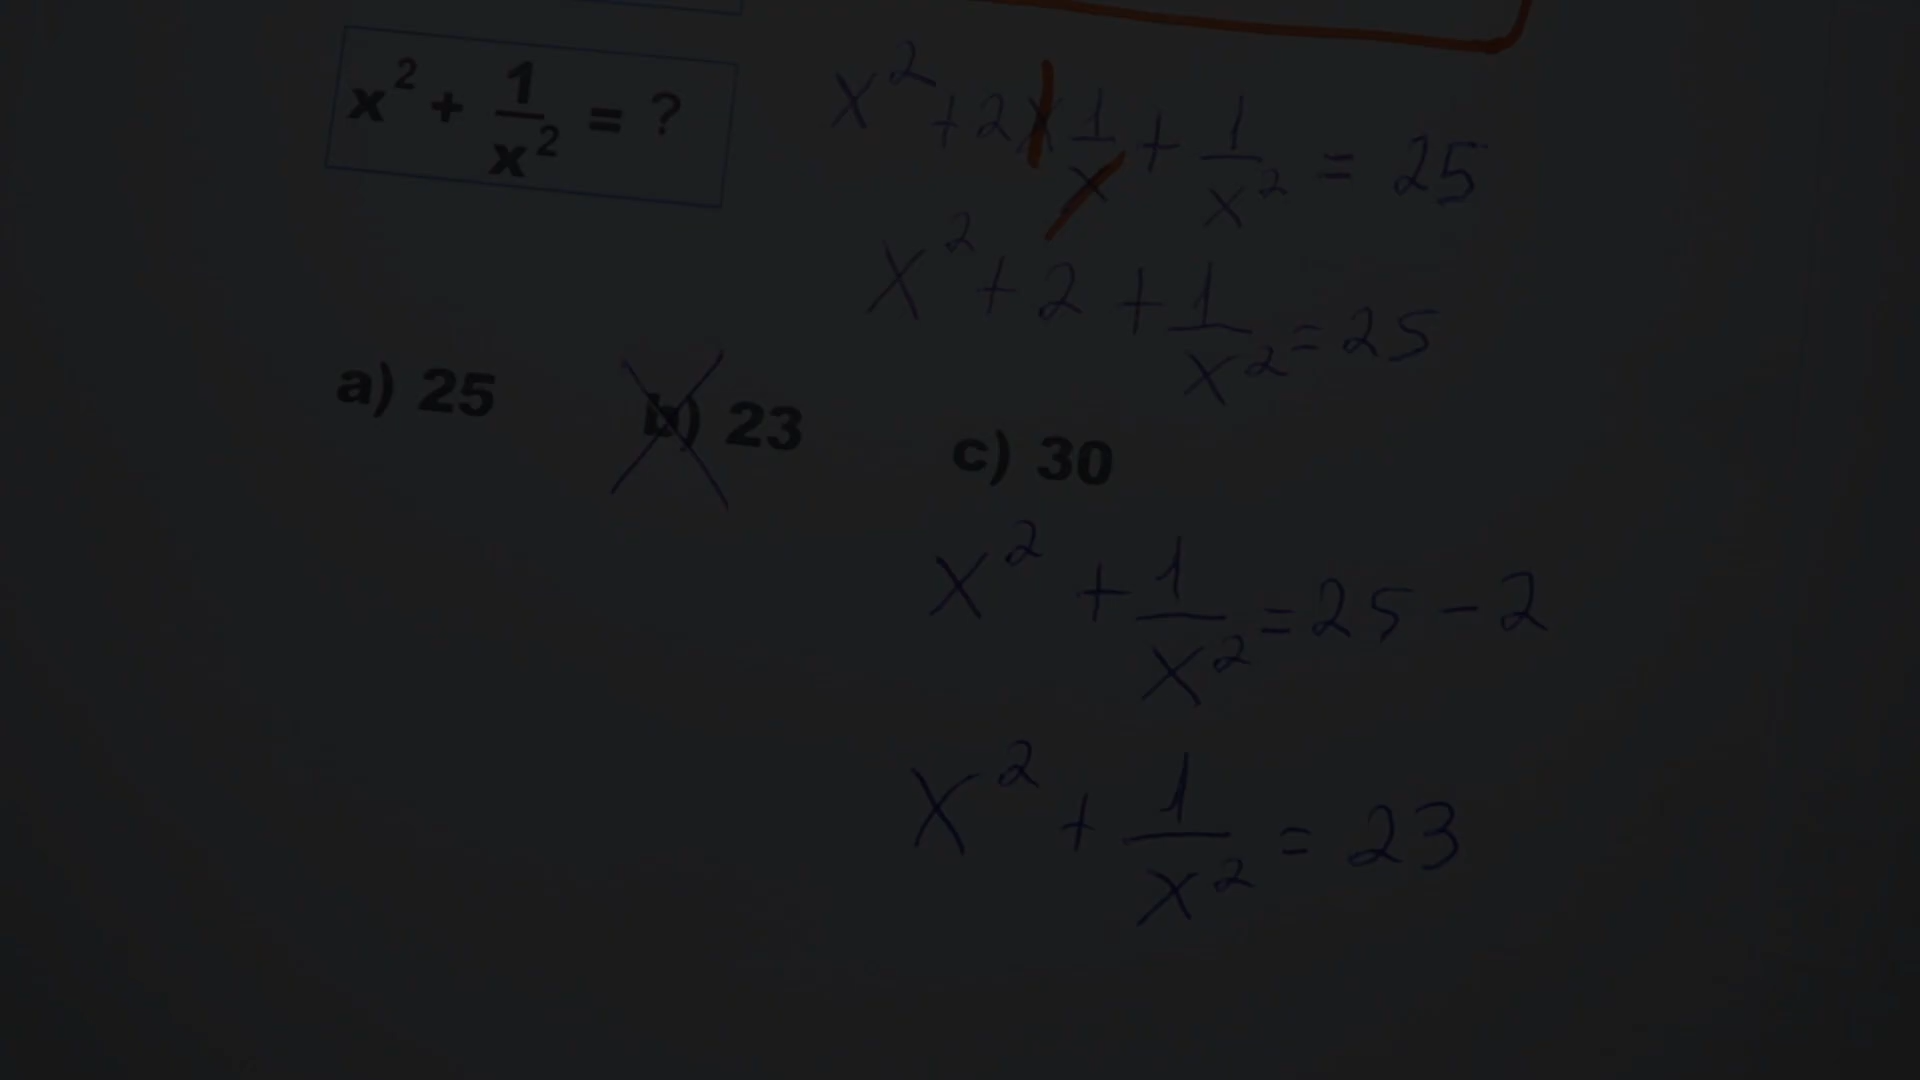 x² + 1/x² = ?
x² + 2x 1/x + 1/x² = 25
x² + 2 + 1/x² = 25
a) 25 b) 23 c) 30
x² + 1/x² = 25 - 2
x² + 1/x² = 23